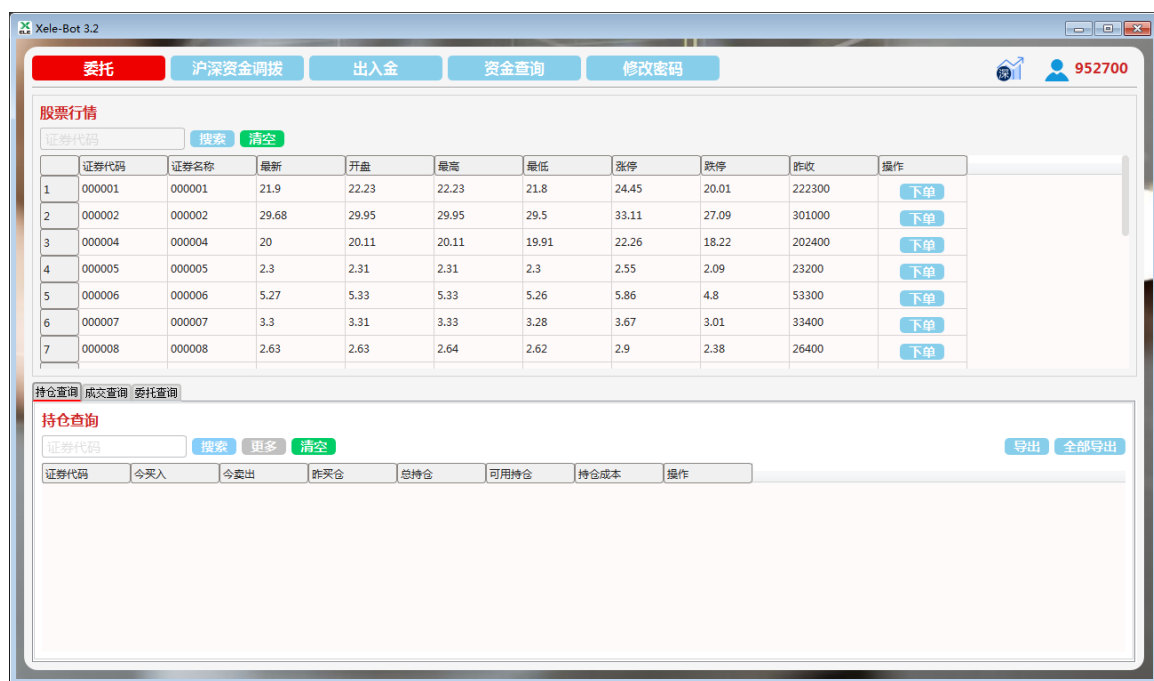 Xele-Bot 3.2
委托 沪深资金调拨 出入金 资金查询 修改密码 深 952700
股票行情
证券代码 搜索 清空
证券代码 证券名称 最新 开盘 最高 最低 涨停 跌停 昨收 操作
1 000001 000001 21.9 22.23 22.23 21.8 24.45 20.01 222300 下单
2 000002 000002 29.68 29.95 29.95 29.5 33.11 27.09 301000 下单
3 000004 000004 20 20.11 20.11 19.91 22.26 18.22 202400 下单
4 000005 000005 2.3 2.31 2.31 2.3 2.55 2.09 23200 下单
5 000006 000006 5.27 5.33 5.33 5.26 5.86 4.8 53300 下单
6 000007 000007 3.3 3.31 3.33 3.28 3.67 3.01 33400 下单
7 000008 000008 2.63 2.63 2.64 2.62 2.9 2.38 26400 下单
持仓查询 成交查询 委托查询
持仓查询
证券代码 搜索 更多 清空 导出 全部导出
证券代码 今买入 今卖出 昨买仓 总持仓 可用持仓 持仓成本 操作